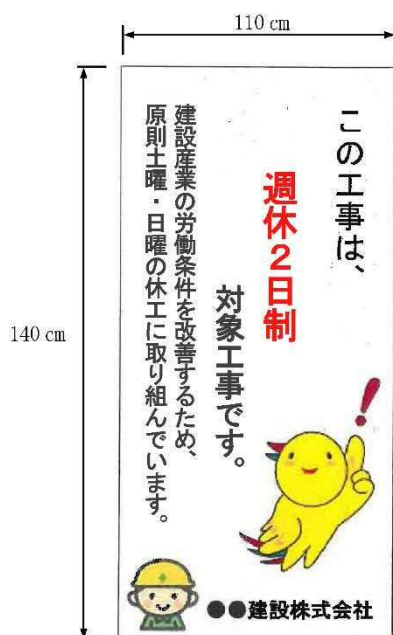 110 cm
140 cm
この工事は、
週休2日制
対象工事です。
建設産業の労働条件を改善するため、
原則土曜・日曜の休工に取り組んでいます。
●●建設株式会社